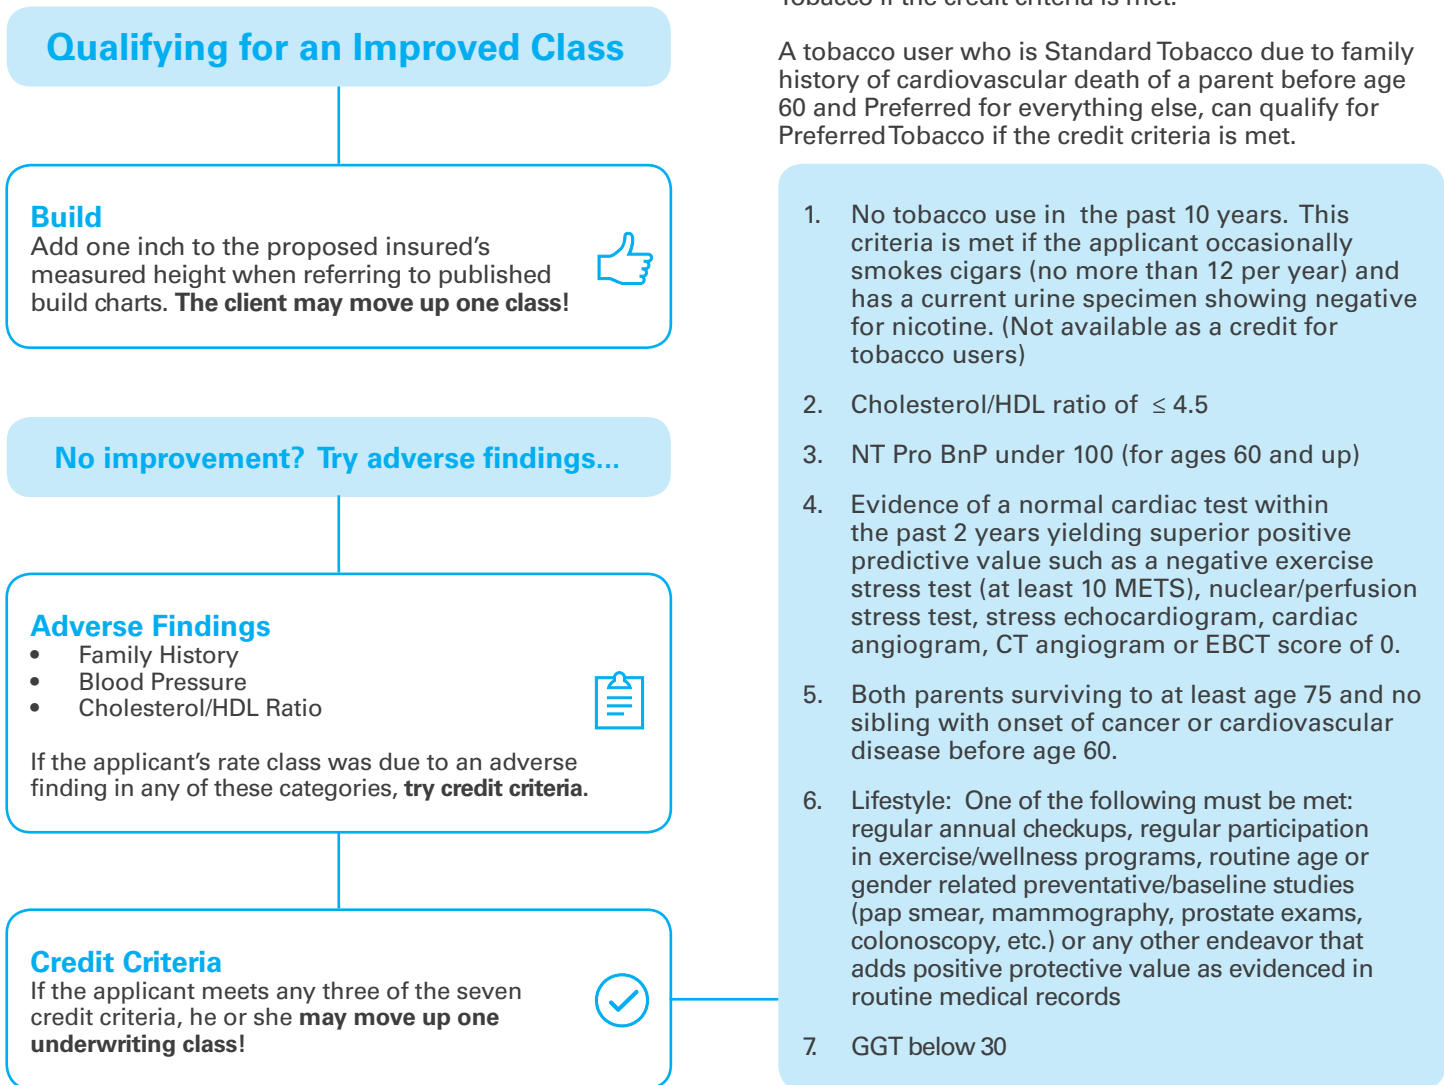 Qualifying for an Improved Class
Build
Add one inch to the proposed insured's
measured height when referring to published
build charts. The client may move up one class!
No improvement? Try adverse findings...
Adverse Findings
• Family History
• Blood Pressure
• Cholesterol/HDL Ratio
If the applicant's rate class was due to an adverse
finding in any of these categories, try credit criteria.
Credit Criteria
If the applicant meets any three of the seven
credit criteria, he or she may move up one
underwriting class!
Tobacco if the credit criteria is met.
A tobacco user who is Standard Tobacco due to family
history of cardiovascular death of a parent before age
60 and Preferred for everything else, can qualify for
Preferred Tobacco if the credit criteria is met.
1. No tobacco use in the past 10 years. This
criteria is met if the applicant occasionally
smokes cigars (no more than 12 per year) and
has a current urine specimen showing negative
for nicotine. (Not available as a credit for
tobacco users)
2. Cholesterol/HDL ratio of ≤ 4.5
3. NT Pro BnP under 100 (for ages 60 and up)
4. Evidence of a normal cardiac test within
the past 2 years yielding superior positive
predictive value such as a negative exercise
stress test (at least 10 METS), nuclear/perfusion
stress test, stress echocardiogram, cardiac
angiogram, CT angiogram or EBCT score of 0.
5. Both parents surviving to at least age 75 and no
sibling with onset of cancer or cardiovascular
disease before age 60.
6. Lifestyle: One of the following must be met:
regular annual checkups, regular participation
in exercise/wellness programs, routine age or
gender related preventative/baseline studies
(pap smear, mammography, prostate exams,
colonoscopy, etc.) or any other endeavor that
adds positive protective value as evidenced in
routine medical records
7. GGT below 30